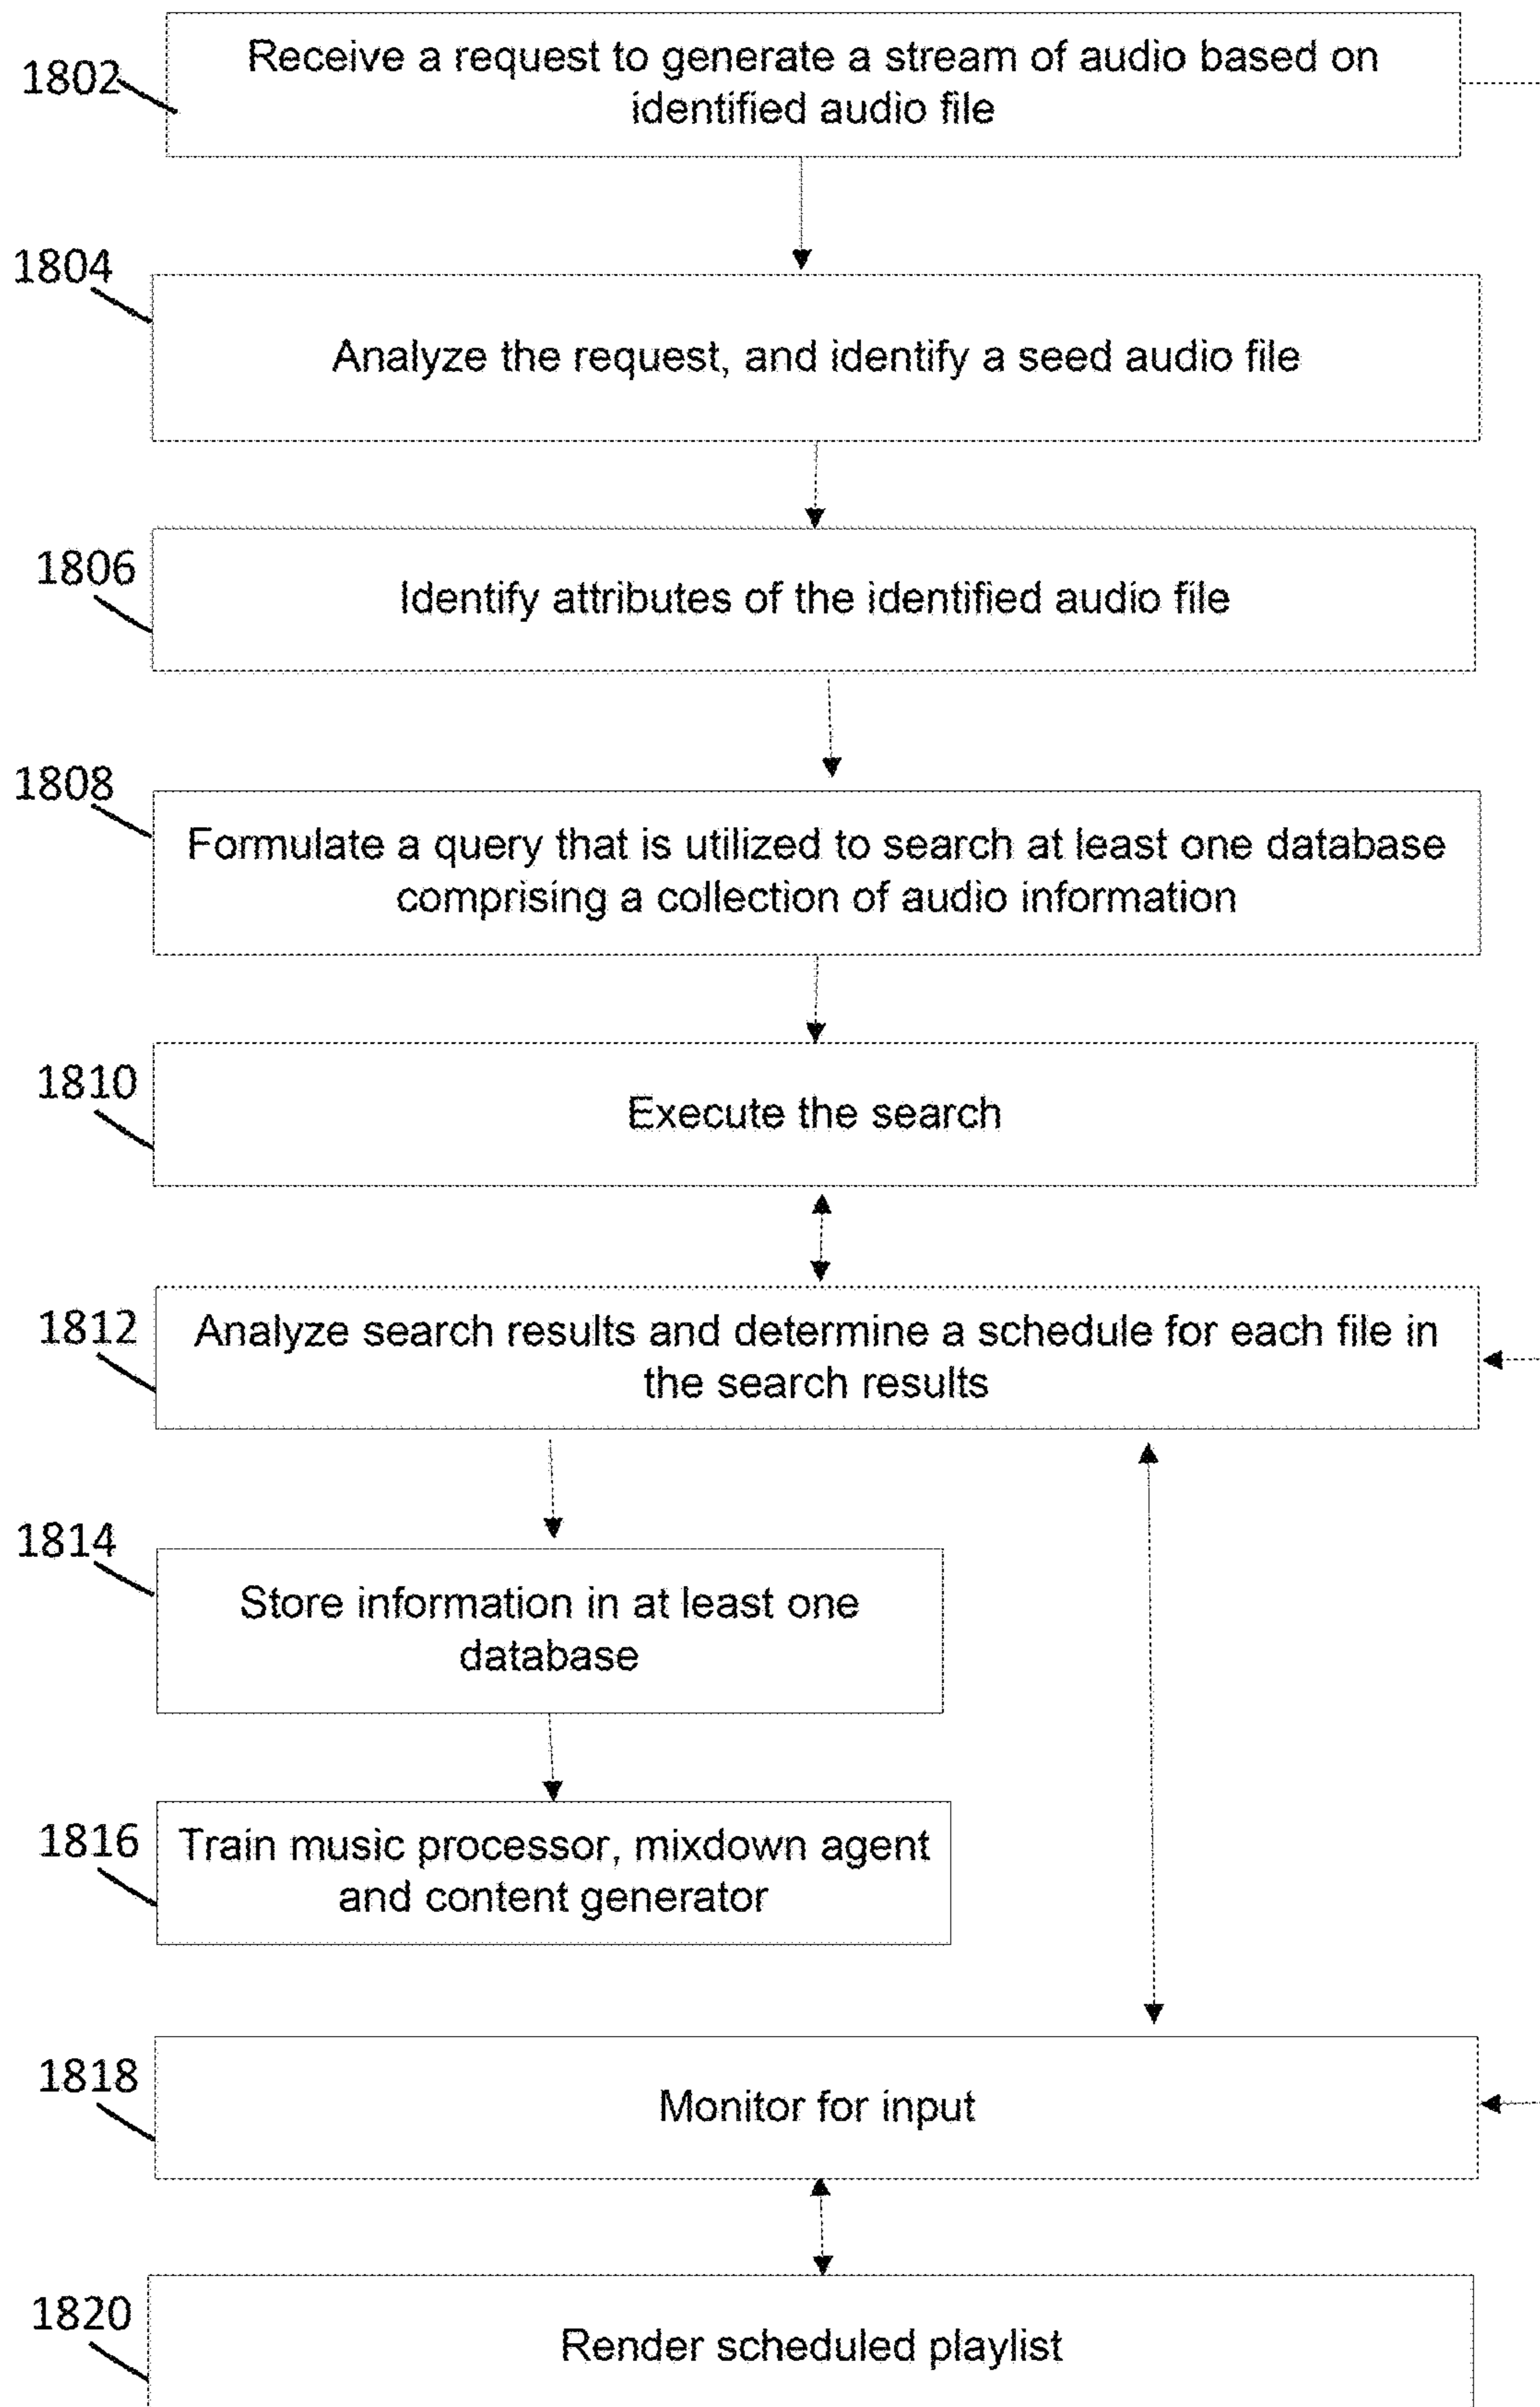 1802
Receive a request to generate a stream of audio based on
identified audio file
1804
Analyze the request, and identify a seed audio file
1806
Identify attributes of the identified audio file
1808
Formulate a query that is utilized to search at least one database
comprising a collection of audio information
1810
Execute the search
1812
Analyze search results and determine a schedule for each file in
the search results
1814
Store information in at least one
database
1816
Train music processor, mixdown agent
and content generator
1818
Monitor for input
1820
Render scheduled playlist